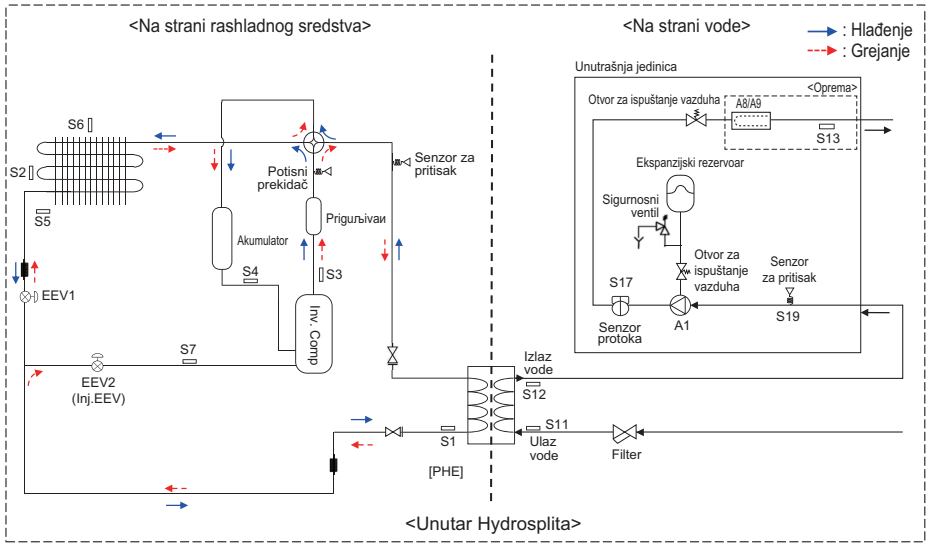 <Na strani rashladnog sredstva>
<Na strani vode>
: Hlađenje
: Grejanje
Unutrašnja jedinica
<Oprema>
Otvor za ispuštanje vazduha
A8/A9
S13
S6
S2
S5
Potisni
prekidač
Senzor za
pritisak
Ekspanzijski rezervoar
Sigurnosni
ventil
Akumulator
Priguљivaи
S4
S3
Otvor za
ispuštanje
vazduha
Senzor
za pritisak
S17
S19
A1
Senzor
protoka
EEV1
Inv. Comp
S7
EEV2
(Inj.EEV)
Izlaz
vode
S12
S1
S11
Ulaz
vode
Filter
[PHE]
<Unutar Hydrosplita>